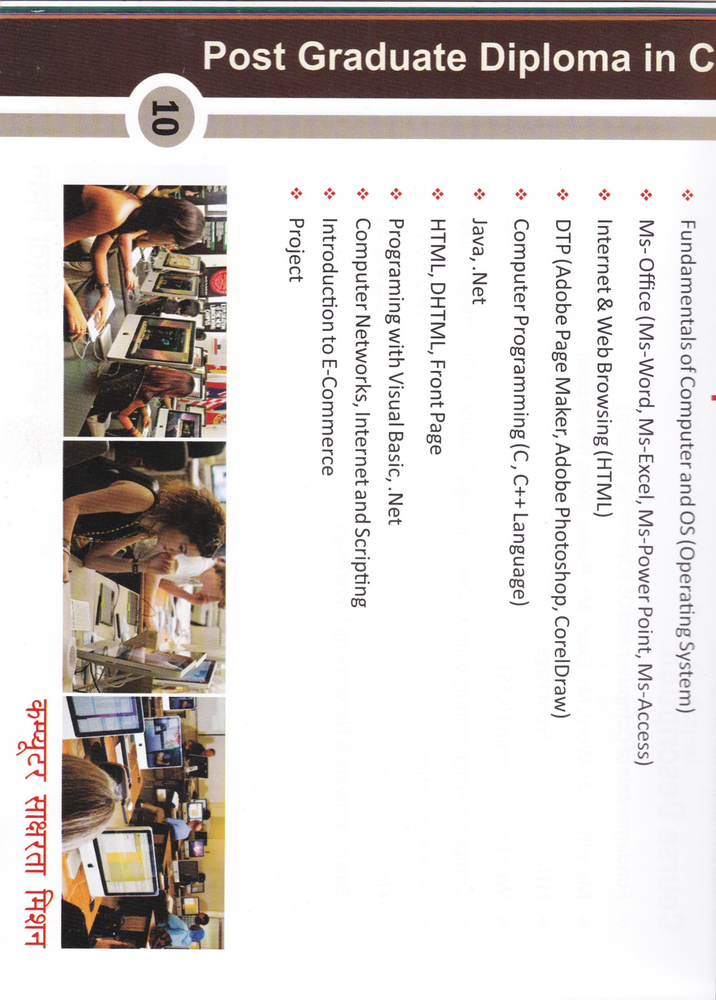 Post Graduate Diploma in C
❖ Fundamentals of Computer and OS (Operating System)
❖ Ms-Office (Ms-Word, Ms-Excel, Ms-Power Point, Ms-Access)
❖ Internet & Web Browsing (HTML)
❖ DTP (Adobe Page Maker, Adobe Photoshop, CorelDraw)
❖ Computer Programming (C , C++ Language)
❖ Java, .Net
❖ HTML, DHTML, Front Page
❖ Programing with Visual Basic, .Net
❖ Computer Networks, Internet and Scripting
❖ Introduction to E-Commerce
❖ Project
10
कम्प्यूटर साक्षरता मिशन